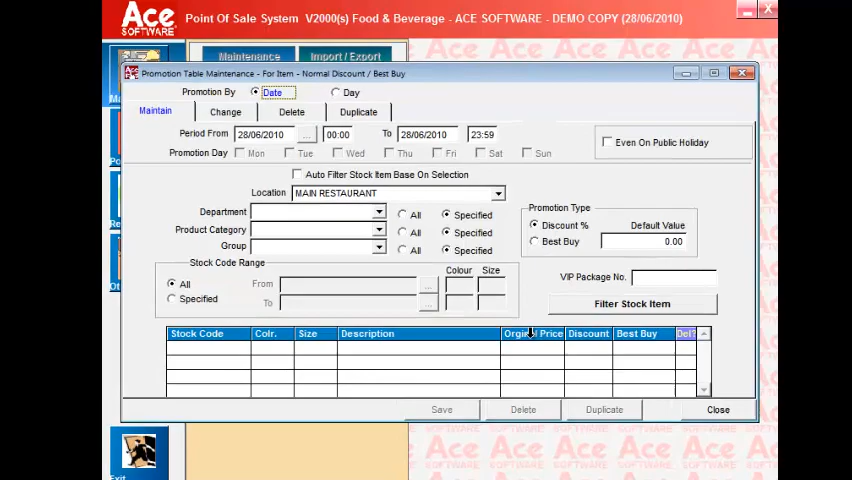 Ace SOFTWARE Point Of Sale System V2000(s) Food & Beverage - ACE SOFTWARE - DEMO COPY (28/06/2010)
Maintenance Import / Export
Promotion Table Maintenance - For Item - Normal Discount / Best Buy
Promotion By Date Day
Maintain Change Delete Duplicate
Period From 28/06/2010 ... 00:00 To 28/06/2010 23:59 Even On Public Holiday
Promotion Day Mon Tue Wed Thu Fri Sat Sun
Auto Filter Stock Item Base On Selection
Location MAIN RESTAURANT
Department All Specified
Product Category All Specified
Group All Specified
Promotion Type
Discount % Default Value
Best Buy 0.00
Stock Code Range Colour Size
All From ...
Specified To ...
VIP Package No.
Filter Stock Item
Stock Code Colr. Size Description Orginal Price Discount Best Buy Del?
Save Delete Duplicate Close
Exit
Ace SOFTWARE